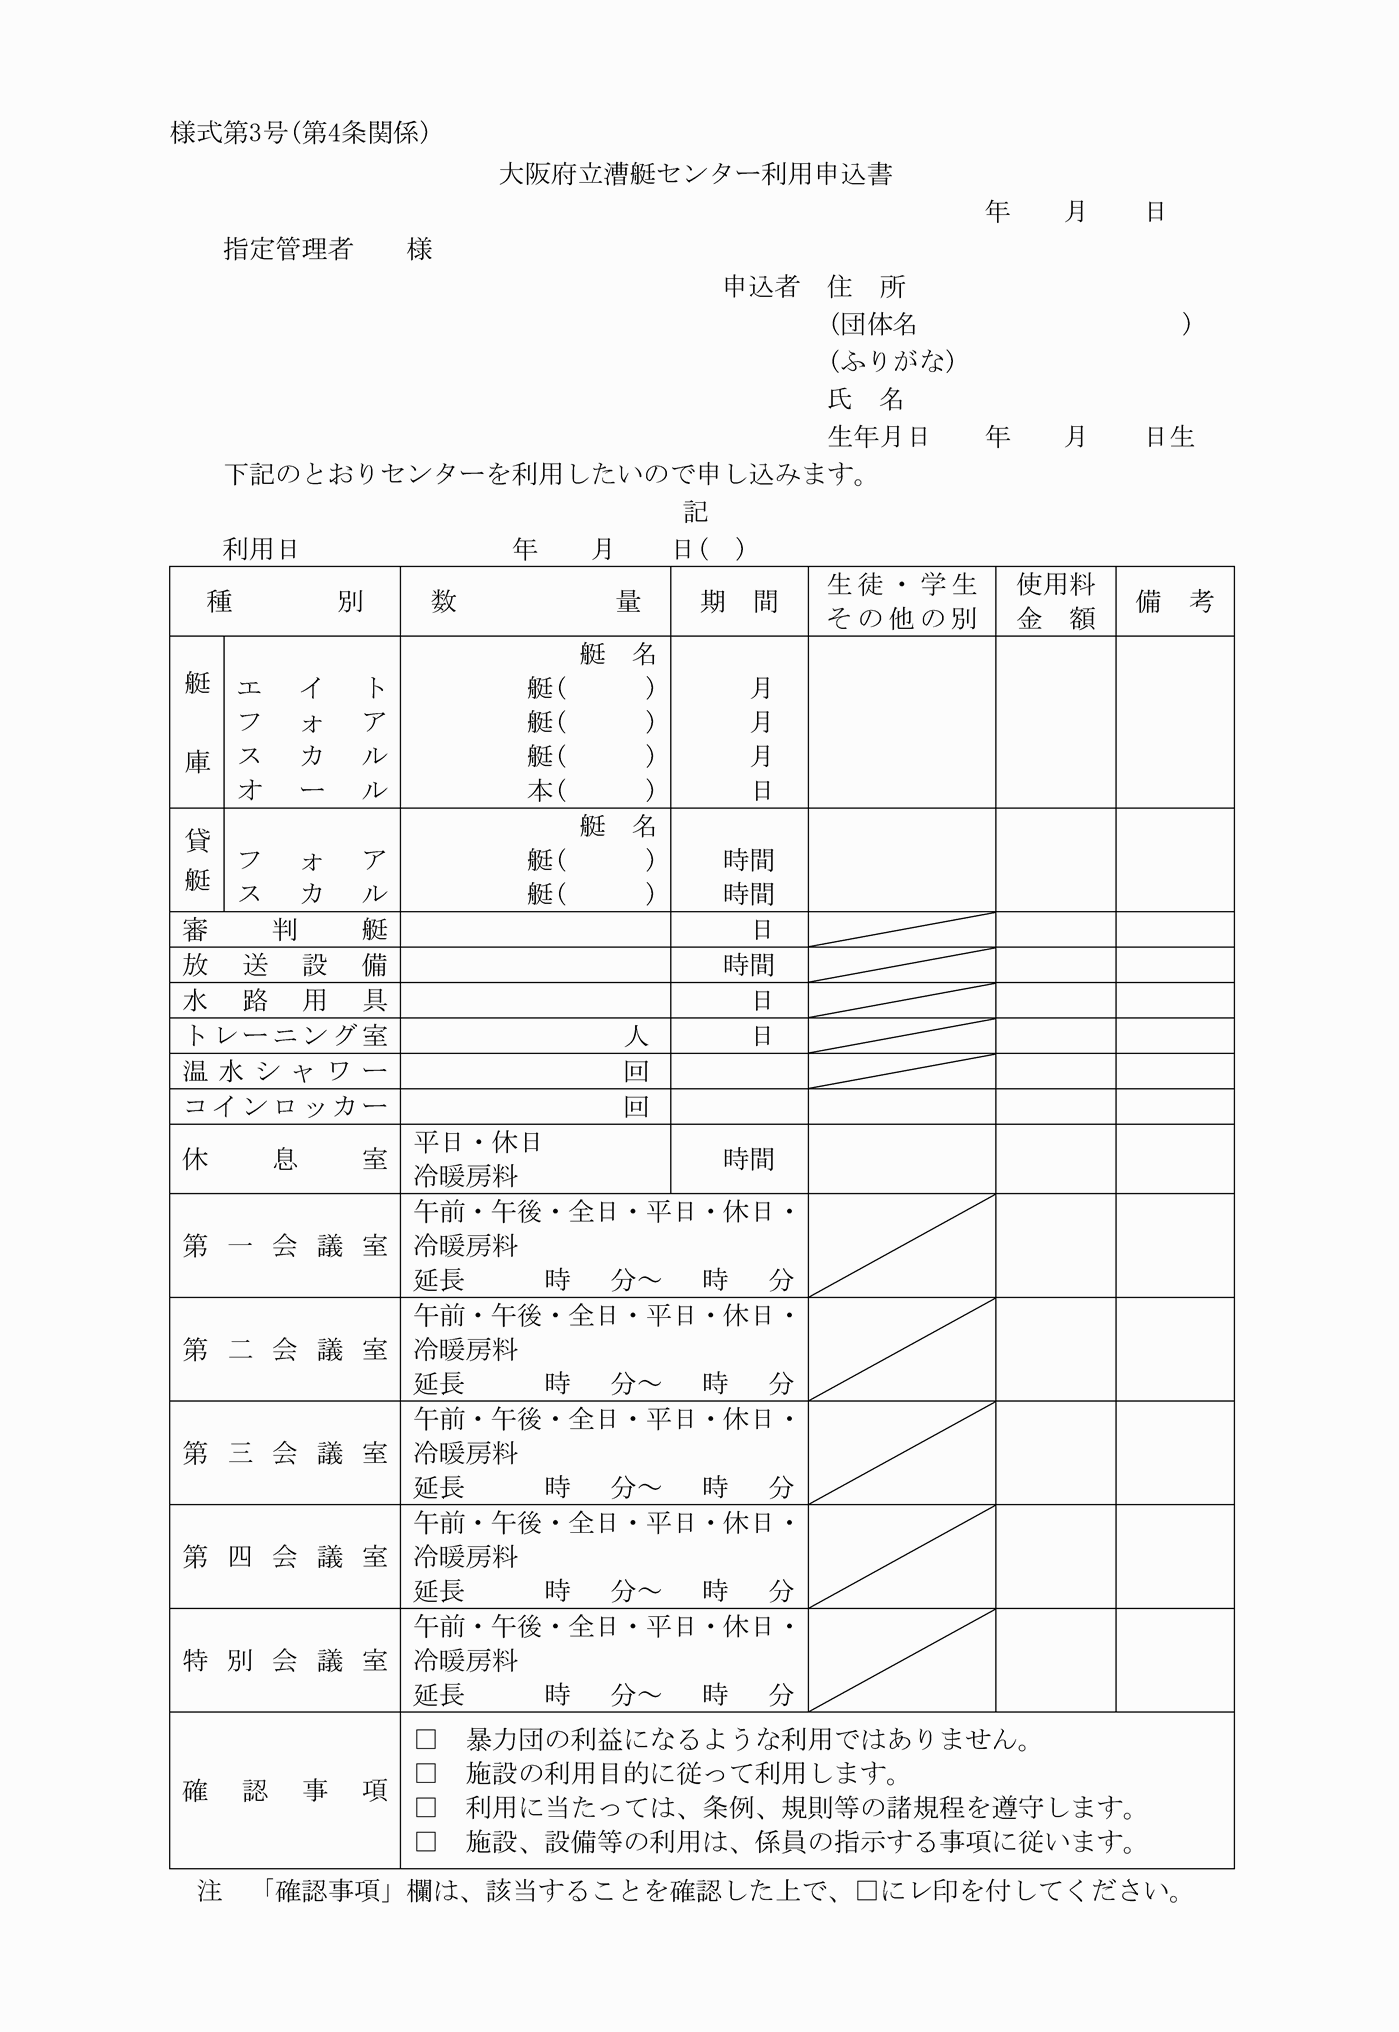 様式第3号(第4条関係)
大阪府立漕艇センター利用申込書
年　　月　　日
指定管理者　　様
申込者　住　所
(団体名　　　　　　　　　　)
(ふりがな)
氏　名
生年月日　　年　　月　　日生
下記のとおりセンターを利用したいので申し込みます。
記
利用日　　　　　　　　年　　月　　日(　)
種　　別　数　　量　期　間　生徒・学生その他の別　使用料金　額　備　考
艇庫
艇　名
エイト　艇(　　　)　月
フォア　艇(　　　)　月
スカル　艇(　　　)　月
オール　本(　　　)　日
貸艇
艇　名
フォア　艇(　　　)　時間
スカル　艇(　　　)　時間
審判艇　日
放送設備　時間
水路用具　日
トレーニング室　人　日
温水シャワー　回
コインロッカー　回
休息室　平日・休日
冷暖房料　時間
第一会議室　午前・午後・全日・平日・休日・
冷暖房料
延長　　　時　分～　時　分
第二会議室　午前・午後・全日・平日・休日・
冷暖房料
延長　　　時　分～　時　分
第三会議室　午前・午後・全日・平日・休日・
冷暖房料
延長　　　時　分～　時　分
第四会議室　午前・午後・全日・平日・休日・
冷暖房料
延長　　　時　分～　時　分
特別会議室　午前・午後・全日・平日・休日・
冷暖房料
延長　　　時　分～　時　分
確認事項
□　暴力団の利益になるような利用ではありません。
□　施設の利用目的に従って利用します。
□　利用に当たっては、条例、規則等の諸規程を遵守します。
□　施設、設備等の利用は、係員の指示する事項に従います。
注　「確認事項」欄は、該当することを確認した上で、□にレ印を付してください。